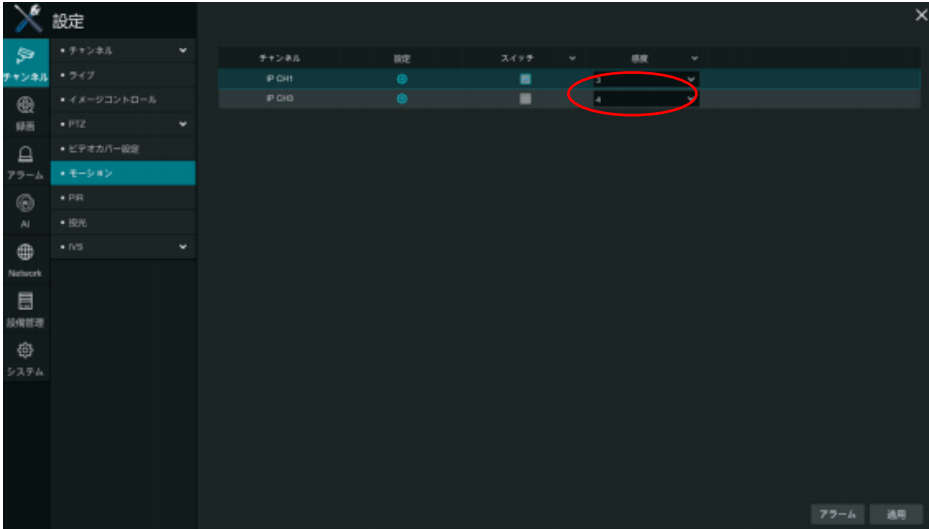 設定
チャンネル
録画
アラーム
AI
Network
設備管理
システム
• チャンネル
• ライブ
• イメージコントロール
• PTZ
• ビデオカバー設定
• モーション
• PIR
• 投光
• IVS
チャンネル 設定 スイッチ 感度
IP CH1 3
IP CH3 4
アラーム 適用